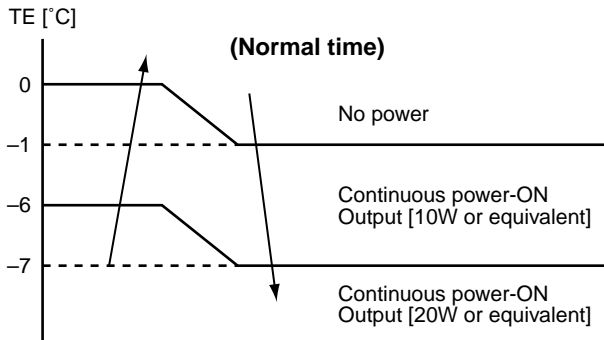 TE [˚C]
(Normal time)
0
No power
–1
Continuous power-ON
Output [10W or equivalent]
–6
–7
Continuous power-ON
Output [20W or equivalent]